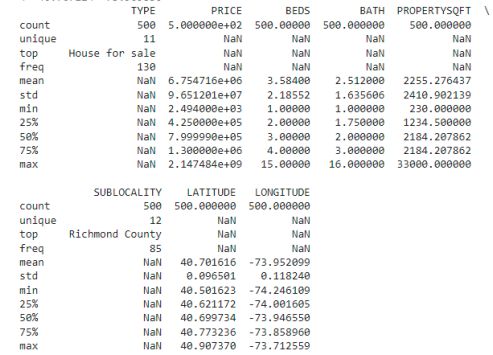 TYPE PRICE BEDS BATH PROPERTYSQFT \
count 500 5.000000e+02 500.00000 500.000000 500.000000
unique 11 NaN NaN NaN NaN
top House for sale NaN NaN NaN NaN
freq 130 NaN NaN NaN NaN
mean NaN 6.754716e+06 3.58400 2.512000 2255.276437
std NaN 9.651201e+07 2.18552 1.635606 2410.902139
min NaN 2.494000e+03 1.00000 1.000000 230.000000
25% NaN 4.250000e+05 2.00000 1.750000 1234.500000
50% NaN 7.999990e+05 3.00000 2.000000 2184.207862
75% NaN 1.300000e+06 4.00000 3.000000 2184.207862
max NaN 2.147484e+09 15.00000 16.000000 33000.000000
SUBLOCALITY LATITUDE LONGITUDE
count 500 500.000000 500.000000
unique 12 NaN NaN
top Richmond County NaN NaN
freq 85 NaN NaN
mean NaN 40.701616 -73.952099
std NaN 0.096501 0.118240
min NaN 40.501623 -74.246109
25% NaN 40.621172 -74.001605
50% NaN 40.699734 -73.946550
75% NaN 40.773236 -73.858960
max NaN 40.907370 -73.712559